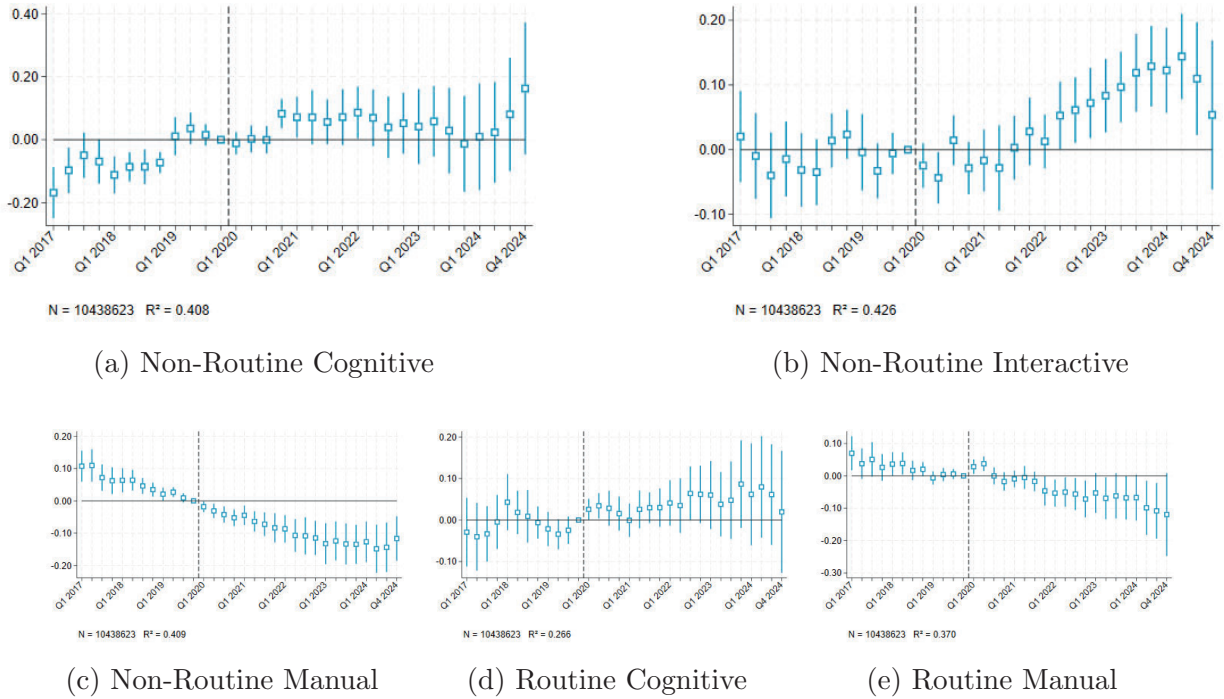 0.40
0.20
0.00
-0.20
Q1 2017
Q1 2018
Q1 2019
Q1 2020
Q1 2021
Q1 2022
Q1 2023
Q1 2024
Q4 2024
N = 10438623 R² = 0.408
(a) Non-Routine Cognitive
0.20
0.10
0.00
-0.10
Q1 2017
Q1 2018
Q1 2019
Q1 2020
Q1 2021
Q1 2022
Q1 2023
Q1 2024
Q4 2024
N = 10438623 R² = 0.426
(b) Non-Routine Interactive
0.20
0.10
0.00
-0.10
-0.20
Q1 2017
Q1 2018
Q1 2019
Q1 2020
Q1 2021
Q1 2022
Q1 2023
Q1 2024
Q4 2024
N = 10438623 R² = 0.409
(c) Non-Routine Manual
0.20
0.10
0.00
-0.10
Q1 2017
Q1 2018
Q1 2019
Q1 2020
Q1 2021
Q1 2022
Q1 2023
Q1 2024
Q4 2024
N = 10438623 R² = 0.266
(d) Routine Cognitive
0.10
0.00
-0.10
-0.20
-0.30
Q1 2017
Q1 2018
Q1 2019
Q1 2020
Q1 2021
Q1 2022
Q1 2023
Q1 2024
Q4 2024
N = 10438623 R² = 0.370
(e) Routine Manual